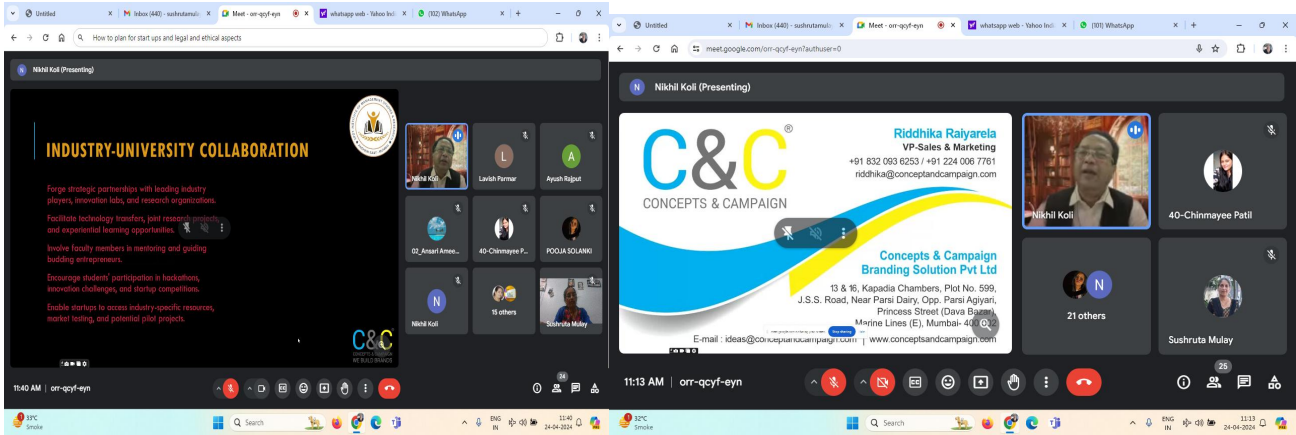 Untitled
Inbox (440) - sushrutamula
Meet - orr-qcyf-eyn
whatsapp web - Yahoo Indi
(102) WhatsApp
How to plan for start ups and legal and ethical aspects
N Nikhil Koli (Presenting)
INDUSTRY-UNIVERSITY COLLABORATION
Forge strategic partnerships with leading industry
players, innovation labs, and research organizations.
Facilitate technology transfers, joint research projects,
and experiential learning opportunities.
Involve faculty members in mentoring and guiding
budding entrepreneurs.
Encourage students' participation in hackathons,
innovation challenges, and startup competitions.
Enable startups to access industry-specific resources,
market testing, and potential pilot projects.
C&C
WE BUILD BRANDS
Nikhil Koli
L
Lavish Parmar
A
Ayush Rajput
02_Ansari Amee...
40-Chinmayee P...
POOJA SOLANKI
N
Nikhil Koli
15 others
Sushruta Mulay
11:40 AM | orr-qcyf-eyn
24
33°C
Smoke
Search
ENG
IN
11:40
24-04-2024
Untitled
Inbox (440) - sushrutamula
Meet - orr-qcyf-eyn
whatsapp web - Yahoo Indi
(101) WhatsApp
meet.google.com/orr-qcyf-eyn?authuser=0
N Nikhil Koli (Presenting)
C&C®
CONCEPTS & CAMPAIGN
Riddhika Raiyarela
VP-Sales & Marketing
+91 832 093 6253 / +91 224 006 7761
riddhika@conceptandcampaign.com
Concepts & Campaign
Branding Solution Pvt Ltd
13 & 16, Kapadia Chambers, Plot No. 599,
J.S.S. Road, Near Parsi Dairy, Opp. Parsi Agiyari,
Princess Street (Dava Bazar),
Marine Lines (E), Mumbai- 400 002
E-mail : ideas@conceptandcampaign.com | www.conceptsandcampaign.com
Stop sharing
Nikhil Koli
40-Chinmayee Patil
N
21 others
Sushruta Mulay
11:13 AM | orr-qcyf-eyn
25
32°C
Smoke
Search
ENG
IN
11:13
24-04-2024